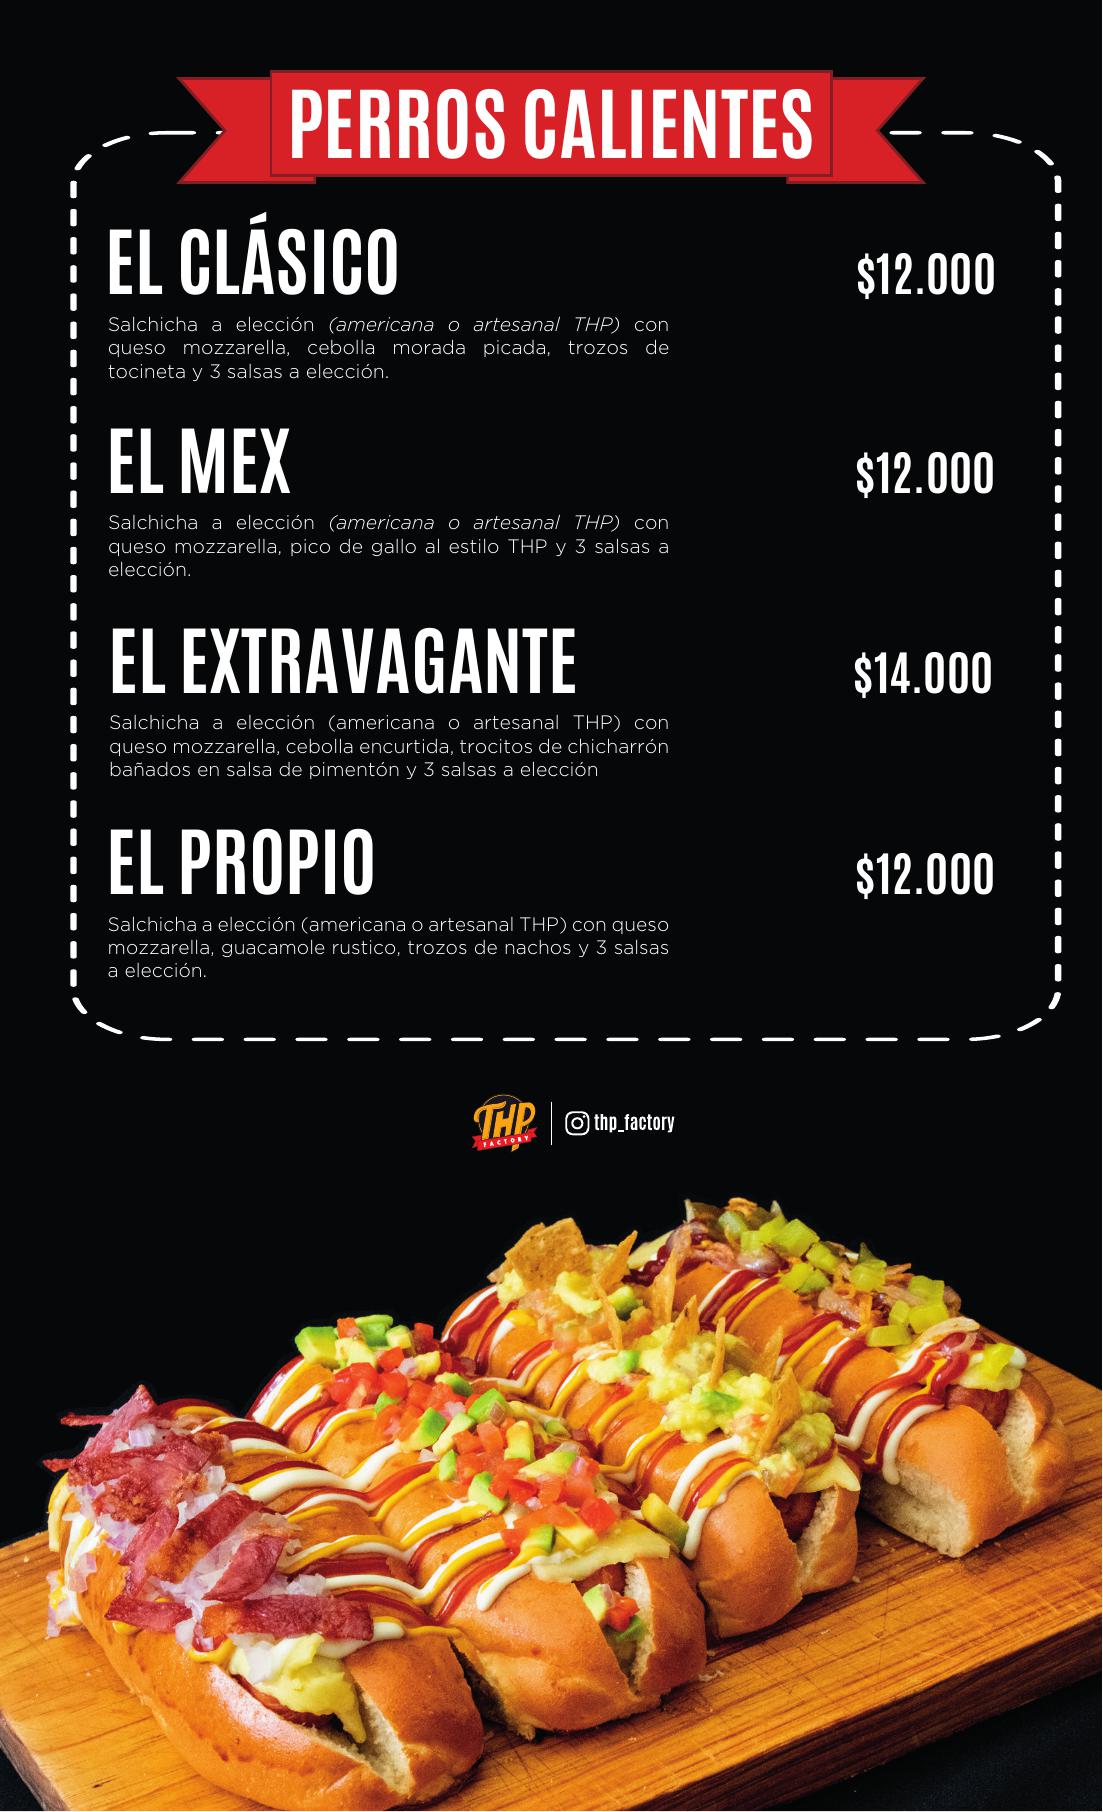 PERROS CALIENTES
EL CLÁSICO
$12.000
Salchicha a elección (americana o artesanal THP) con
queso mozzarella, cebolla morada picada, trozos de
tocineta y 3 salsas a elección.
EL MEX
$12.000
Salchicha a elección (americana o artesanal THP) con
queso mozzarella, pico de gallo al estilo THP y 3 salsas a
elección.
EL EXTRAVAGANTE
$14.000
Salchicha a elección (americana o artesanal THP) con
queso mozzarella, cebolla encurtida, trocitos de chicharrón
bañados en salsa de pimentón y 3 salsas a elección
EL PROPIO
$12.000
Salchicha a elección (americana o artesanal THP) con queso
mozzarella, guacamole rustico, trozos de nachos y 3 salsas
a elección.
THP
FACTORY
thp_factory